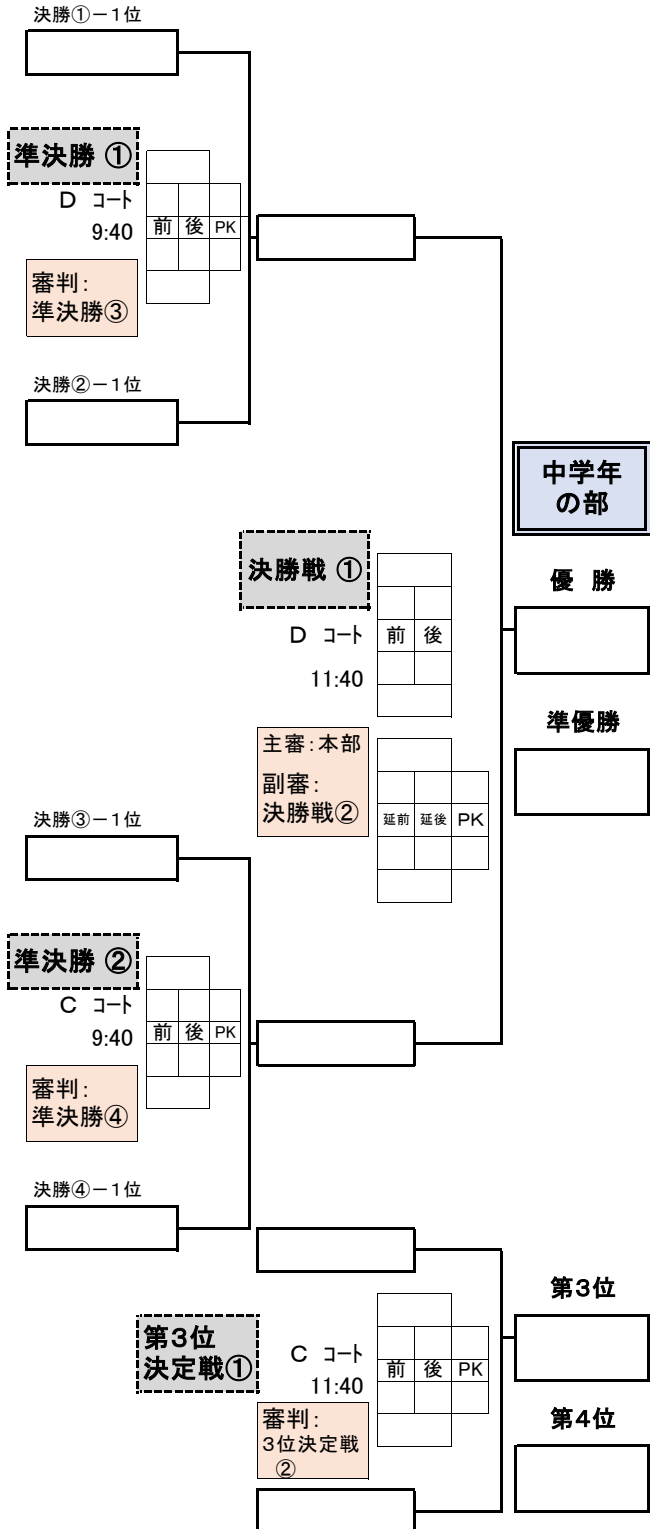 決勝①－１位
準決勝 ①
D コート
9:40
前 後 PK
審判：
準決勝③
決勝②－１位
中学年
の部
決勝戦 ①
優 勝
D コート
前 後
11:40
準優勝
主審：本部
副審：
決勝戦②
延前 延後 PK
決勝③－１位
準決勝 ②
C コート
9:40
前 後 PK
審判：
準決勝④
決勝④－１位
第３位
第３位
決定戦①
C コート
前 後 PK
11:40
審判：
３位決定戦
②
第４位